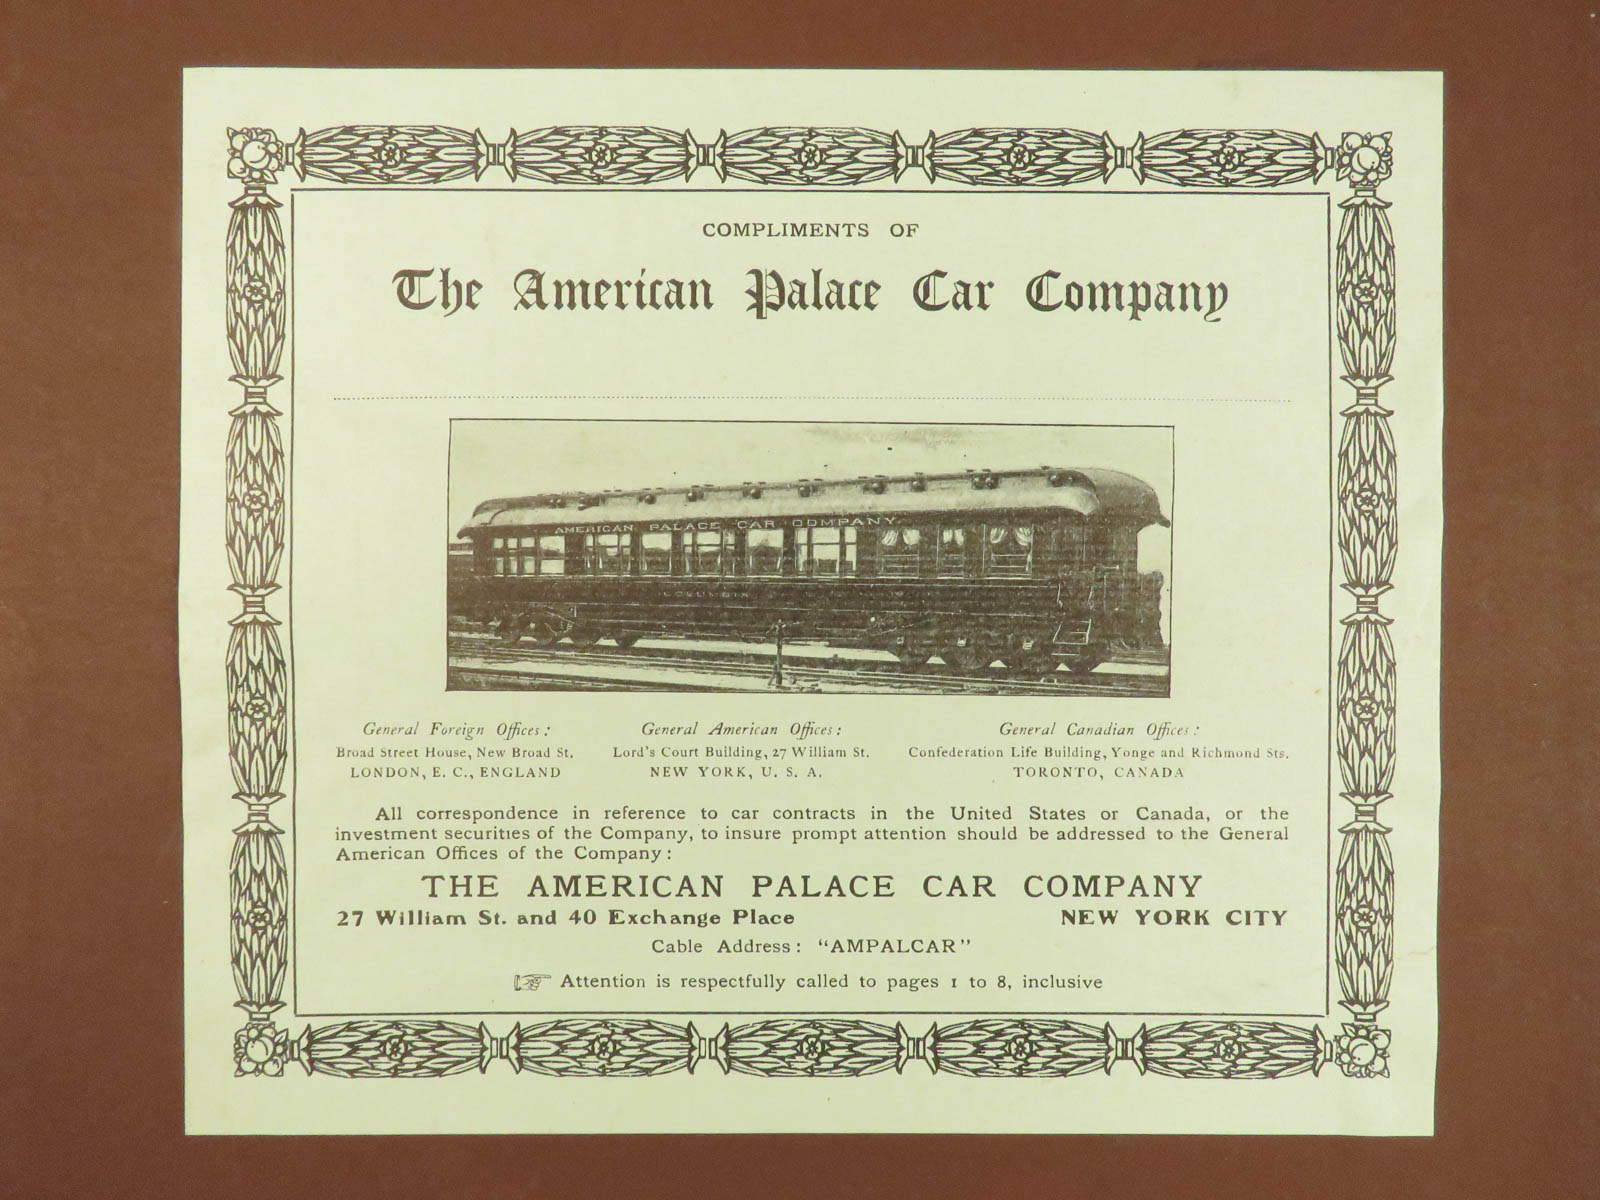 COMPLIMENTS OF
The American Palace Car Company
AMERICAN PALACE CAR COMPANY
COLUMBIA
General Foreign Offices:
Broad Street House, New Broad St.
LONDON, E. C., ENGLAND
General American Offices:
Lord's Court Building, 27 William St.
NEW YORK, U. S. A.
General Canadian Offices:
Confederation Life Building, Yonge and Richmond Sts.
TORONTO, CANADA
All correspondence in reference to car contracts in the United States or Canada, or the
investment securities of the Company, to insure prompt attention should be addressed to the General
American Offices of the Company:
THE AMERICAN PALACE CAR COMPANY
27 William St. and 40 Exchange Place NEW YORK CITY
Cable Address: "AMPALCAR"
☞ Attention is respectfully called to pages 1 to 8, inclusive